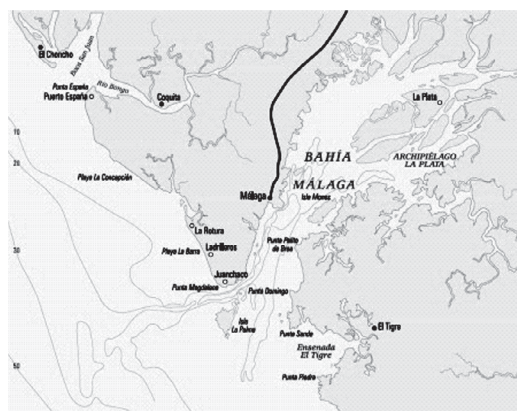 El Choncho
Boca San Juan
Punta España
Puerto España
Río Bongo
Coquita
La Plata
10
20
BAHÍA
MÁLAGA
ARCHIPIÉLAGO
LA PLATA
Playa La Concepción
Málaga
Isla Monos
La Rotura
Playa La Barra
Ladrilleros
Juanchaco
Punta Palito
de Brea
30
Punta Magdalena
Punta Domingo
Isla
La Palma
El Tigre
Punta Sande
Ensenada
El Tigre
50
Punta Piedra